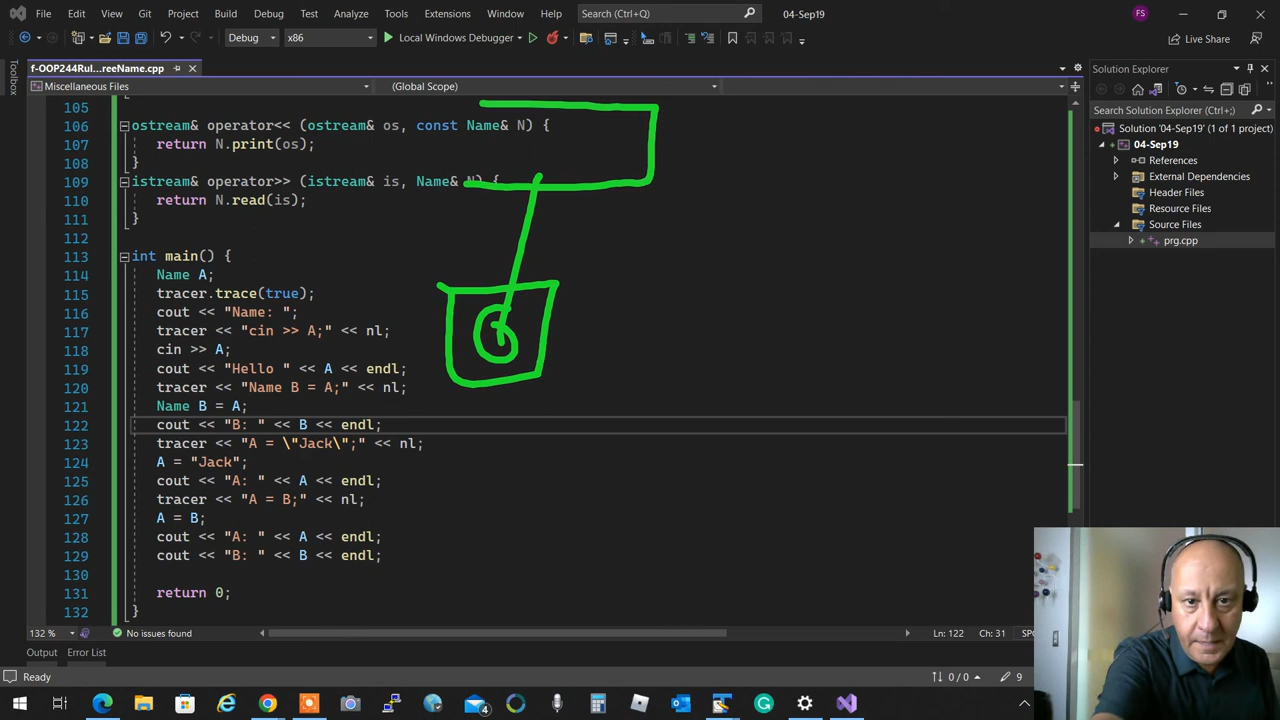 File Edit View Git Project Build Debug Test Analyze Tools Extensions Window Help Search (Ctrl+Q) 04-Sep19 FS
Debug x86 Local Windows Debugger Live Share
Toolbox
f-OOP244Rul...reeName.cpp
Solution Explorer
Miscellaneous Files (Global Scope)
Search Solution Explorer (Ctrl+;)
Solution '04-Sep19' (1 of 1 project)
04-Sep19
References
External Dependencies
Header Files
Resource Files
Source Files
prg.cpp
105
106 ostream& operator<< (ostream& os, const Name& N) {
107 return N.print(os);
108 }
109 istream& operator>> (istream& is, Name& N) {
110 return N.read(is);
111 }
112
113 int main() {
114 Name A;
115 tracer.trace(true);
116 cout << "Name: ";
117 tracer << "cin >> A;" << nl;
118 cin >> A;
119 cout << "Hello " << A << endl;
120 tracer << "Name B = A;" << nl;
121 Name B = A;
122 cout << "B: " << B << endl;
123 tracer << "A = \"Jack\";" << nl;
124 A = "Jack";
125 cout << "A: " << A << endl;
126 tracer << "A = B;" << nl;
127 A = B;
128 cout << "A: " << A << endl;
129 cout << "B: " << B << endl;
130
131 return 0;
132 }
132 % No issues found Ln: 122 Ch: 31 SPC
Output Error List
Ready 0 / 0 9
4